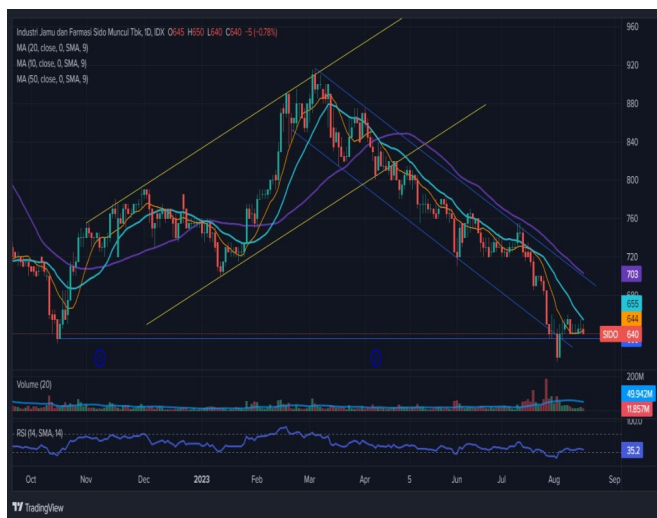 Industri Jamu dan Farmasi Sido Muncul Tbk, 1D, IDX O645 H650 L640 C640 -5 (-0.78%)
MA (20, close, 0, SMA, 9)
MA (10, close, 0, SMA, 9)
MA (50, close, 0, SMA, 9)
960
920
880
840
800
760
720
703
680
655
644
SIDO 640
Volume (20)
200M
49.942M
11.857M
100.0
RSI (14, SMA, 14)
35.2
Oct Nov Dec 2023 Feb Mar Apr 5 Jun Jul Aug Sep
TradingView